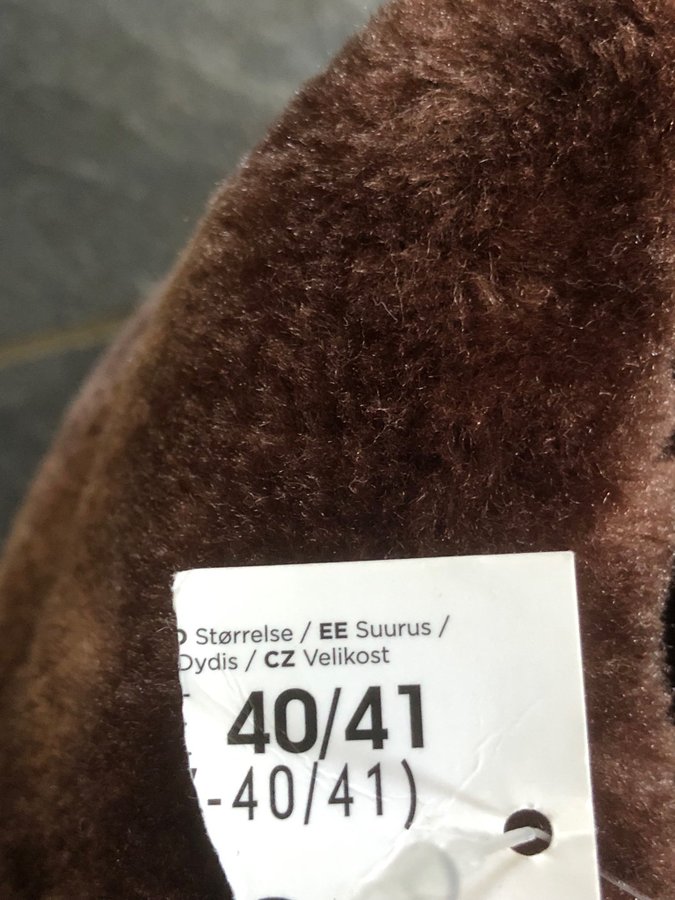 Størrelse / EE Suurus /
Dydis / CZ Velikost
40/41
-40/41)